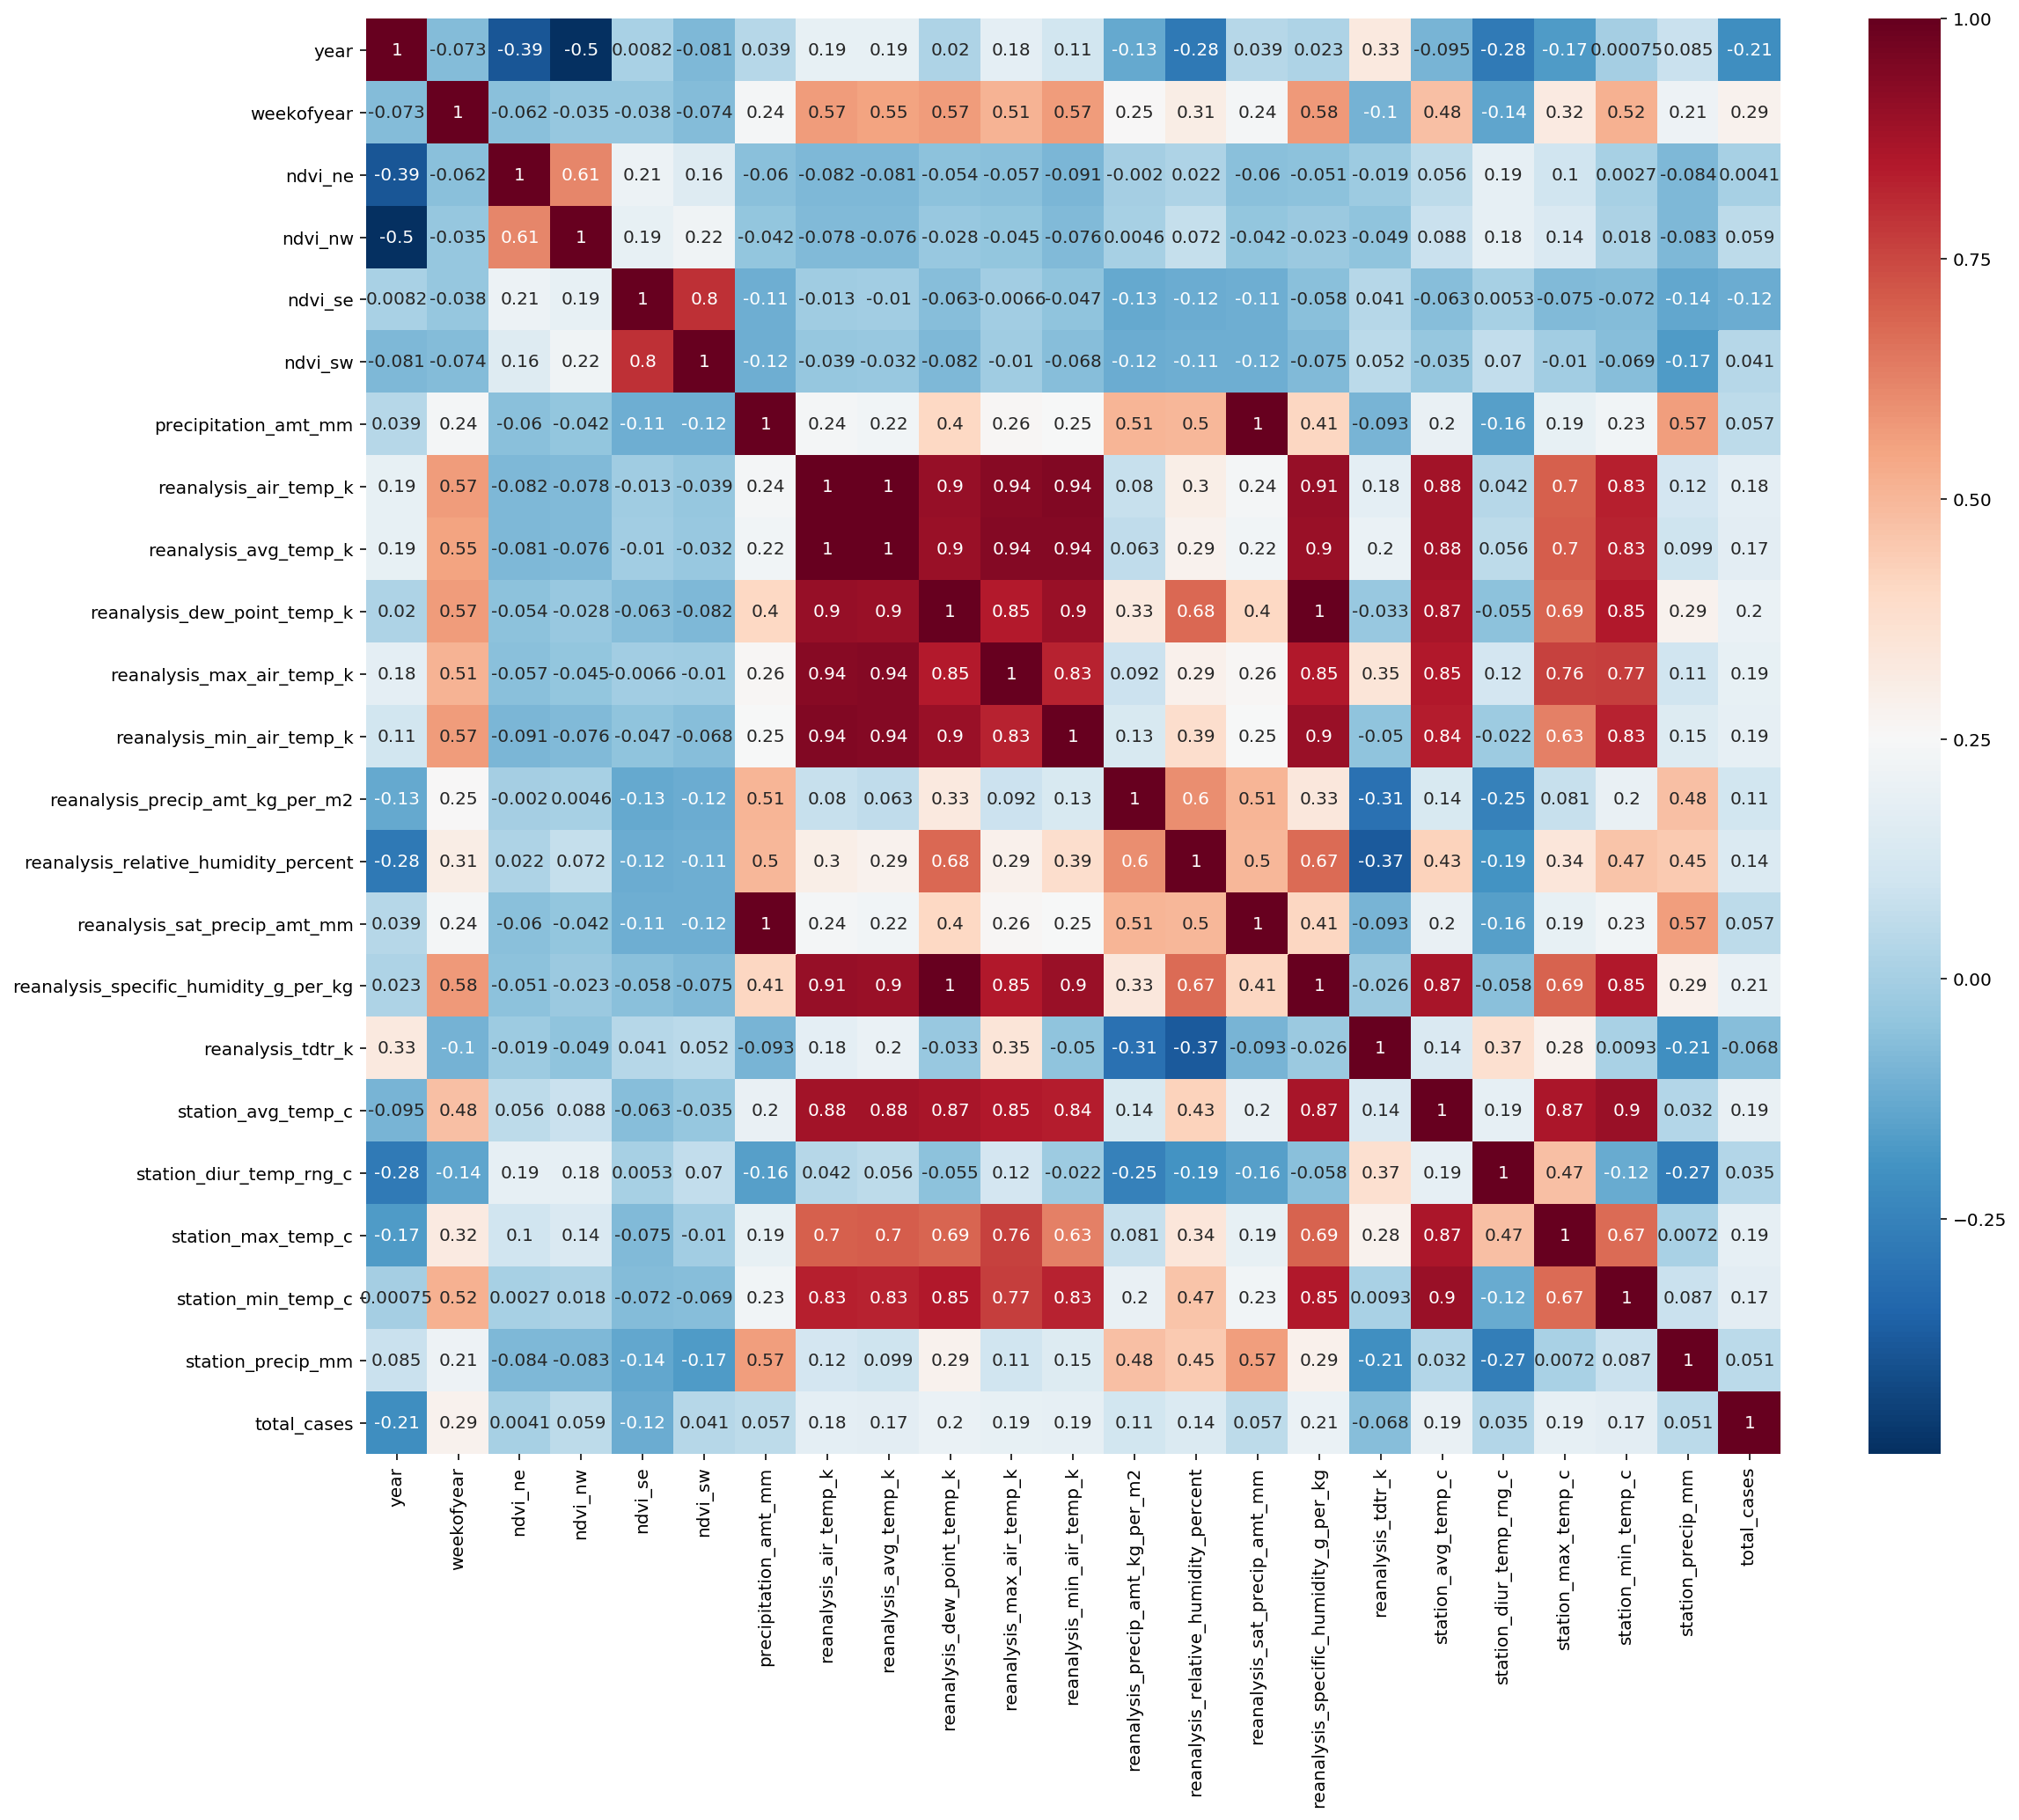 year 1 -0.073 -0.39 -0.5 0.0082 -0.081 0.039 0.19 0.19 0.02 0.18 0.11 -0.13 -0.28 0.039 0.023 0.33 -0.095 -0.28 -0.17 0.00075 0.085 -0.21
weekofyear -0.073 1 -0.062 -0.035 -0.038 -0.074 0.24 0.57 0.55 0.57 0.51 0.57 0.25 0.31 0.24 0.58 -0.1 0.48 -0.14 0.32 0.52 0.21 0.29
ndvi_ne -0.39 -0.062 1 0.61 0.21 0.16 -0.06 -0.082 -0.081 -0.054 -0.057 -0.091 -0.002 0.022 -0.06 -0.051 -0.019 0.056 0.19 0.1 0.0027 -0.084 0.0041
ndvi_nw -0.5 -0.035 0.61 1 0.19 0.22 -0.042 -0.078 -0.076 -0.028 -0.045 -0.076 0.0046 0.072 -0.042 -0.023 -0.049 0.088 0.18 0.14 0.018 -0.083 0.059
ndvi_se 0.0082 -0.038 0.21 0.19 1 0.8 -0.11 -0.013 -0.01 -0.063 -0.0066 -0.047 -0.13 -0.12 -0.11 -0.058 0.041 -0.063 0.0053 -0.075 -0.072 -0.14 -0.12
ndvi_sw -0.081 -0.074 0.16 0.22 0.8 1 -0.12 -0.039 -0.032 -0.082 -0.01 -0.068 -0.12 -0.11 -0.12 -0.075 0.052 -0.035 0.07 -0.01 -0.069 -0.17 0.041
precipitation_amt_mm 0.039 0.24 -0.06 -0.042 -0.11 -0.12 1 0.24 0.22 0.4 0.26 0.25 0.51 0.5 1 0.41 -0.093 0.2 -0.16 0.19 0.23 0.57 0.057
reanalysis_air_temp_k 0.19 0.57 -0.082 -0.078 -0.013 -0.039 0.24 1 1 0.9 0.94 0.94 0.08 0.3 0.24 0.91 0.18 0.88 0.042 0.7 0.83 0.12 0.18
reanalysis_avg_temp_k 0.19 0.55 -0.081 -0.076 -0.01 -0.032 0.22 1 1 0.9 0.94 0.94 0.063 0.29 0.22 0.9 0.2 0.88 0.056 0.7 0.83 0.099 0.17
reanalysis_dew_point_temp_k 0.02 0.57 -0.054 -0.028 -0.063 -0.082 0.4 0.9 0.9 1 0.85 0.9 0.33 0.68 0.4 1 -0.033 0.87 -0.055 0.69 0.85 0.29 0.2
reanalysis_max_air_temp_k 0.18 0.51 -0.057 -0.045 -0.0066 -0.01 0.26 0.94 0.94 0.85 1 0.83 0.092 0.29 0.26 0.85 0.35 0.85 0.12 0.76 0.77 0.11 0.19
reanalysis_min_air_temp_k 0.11 0.57 -0.091 -0.076 -0.047 -0.068 0.25 0.94 0.94 0.9 0.83 1 0.13 0.39 0.25 0.9 -0.05 0.84 -0.022 0.63 0.83 0.15 0.19
reanalysis_precip_amt_kg_per_m2 -0.13 0.25 -0.002 0.0046 -0.13 -0.12 0.51 0.08 0.063 0.33 0.092 0.13 1 0.6 0.51 0.33 -0.31 0.14 -0.25 0.081 0.2 0.48 0.11
reanalysis_relative_humidity_percent -0.28 0.31 0.022 0.072 -0.12 -0.11 0.5 0.3 0.29 0.68 0.29 0.39 0.6 1 0.5 0.67 -0.37 0.43 -0.19 0.34 0.47 0.45 0.14
reanalysis_sat_precip_amt_mm 0.039 0.24 -0.06 -0.042 -0.11 -0.12 1 0.24 0.22 0.4 0.26 0.25 0.51 0.5 1 0.41 -0.093 0.2 -0.16 0.19 0.23 0.57 0.057
reanalysis_specific_humidity_g_per_kg 0.023 0.58 -0.051 -0.023 -0.058 -0.075 0.41 0.91 0.9 1 0.85 0.9 0.33 0.67 0.41 1 -0.026 0.87 -0.058 0.69 0.85 0.29 0.21
reanalysis_tdtr_k 0.33 -0.1 -0.019 -0.049 0.041 0.052 -0.093 0.18 0.2 -0.033 0.35 -0.05 -0.31 -0.37 -0.093 -0.026 1 0.14 0.37 0.28 0.0093 -0.21 -0.068
station_avg_temp_c -0.095 0.48 0.056 0.088 -0.063 -0.035 0.2 0.88 0.88 0.87 0.85 0.84 0.14 0.43 0.2 0.87 0.14 1 0.19 0.87 0.9 0.032 0.19
station_diur_temp_rng_c -0.28 -0.14 0.19 0.18 0.0053 0.07 -0.16 0.042 0.056 -0.055 0.12 -0.022 -0.25 -0.19 -0.16 -0.058 0.37 0.19 1 0.47 -0.12 -0.27 0.035
station_max_temp_c -0.17 0.32 0.1 0.14 -0.075 -0.01 0.19 0.7 0.7 0.69 0.76 0.63 0.081 0.34 0.19 0.69 0.28 0.87 0.47 1 0.67 0.0072 0.19
station_min_temp_c 0.00075 0.52 0.0027 0.018 -0.072 -0.069 0.23 0.83 0.83 0.85 0.77 0.83 0.2 0.47 0.23 0.85 0.0093 0.9 -0.12 0.67 1 0.087 0.17
station_precip_mm 0.085 0.21 -0.084 -0.083 -0.14 -0.17 0.57 0.12 0.099 0.29 0.11 0.15 0.48 0.45 0.57 0.29 -0.21 0.032 -0.27 0.0072 0.087 1 0.051
total_cases -0.21 0.29 0.0041 0.059 -0.12 0.041 0.057 0.18 0.17 0.2 0.19 0.19 0.11 0.14 0.057 0.21 -0.068 0.19 0.035 0.19 0.17 0.051 1
year
weekofyear
ndvi_ne
ndvi_nw
ndvi_se
ndvi_sw
precipitation_amt_mm
reanalysis_air_temp_k
reanalysis_avg_temp_k
reanalysis_dew_point_temp_k
reanalysis_max_air_temp_k
reanalysis_min_air_temp_k
reanalysis_precip_amt_kg_per_m2
reanalysis_relative_humidity_percent
reanalysis_sat_precip_amt_mm
reanalysis_specific_humidity_g_per_kg
reanalysis_tdtr_k
station_avg_temp_c
station_diur_temp_rng_c
station_max_temp_c
station_min_temp_c
station_precip_mm
total_cases
1.00
0.75
0.50
0.25
0.00
−0.25